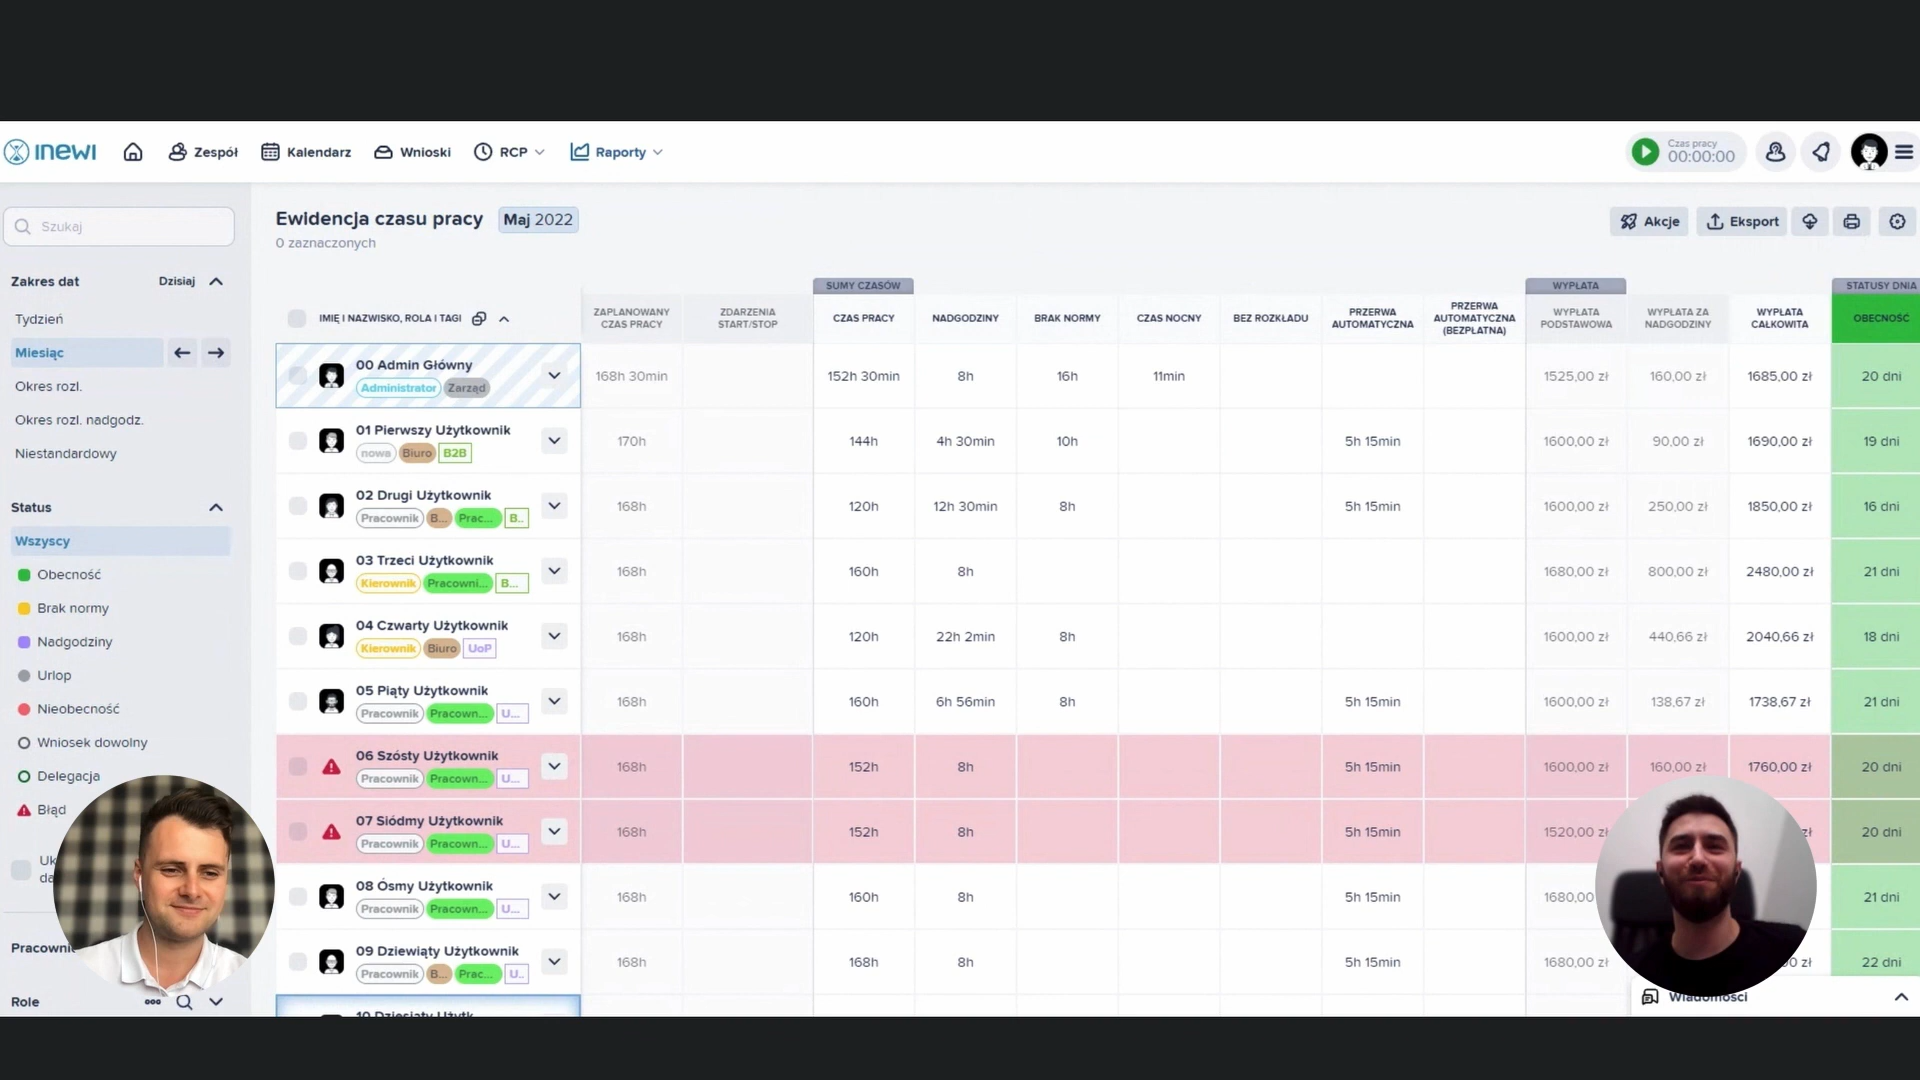 inewi
Zespół
Kalendarz
Wnioski
RCP
Raporty
Czas pracy
00:00:00
Szukaj
Ewidencja czasu pracy
Maj 2022
0 zaznaczonych
Akcje
Eksport
Zakres dat
Dzisiaj
Tydzień
Miesiąc
Okres rozl.
Okres rozl. nadgodz.
Niestandardowy
Status
Wszyscy
Obecność
Brak normy
Nadgodziny
Urlop
Nieobecność
Wniosek dowolny
Delegacja
Błąd
Role
SUMY CZASÓW
WYPŁATA
STATUSY DNIA
IMIĘ I NAZWISKO, ROLA I TAGI
ZAPLANOWANY CZAS PRACY
ZDARZENIA START/STOP
CZAS PRACY
NADGODZINY
BRAK NORMY
CZAS NOCNY
BEZ ROZKŁADU
PRZERWA AUTOMATYCZNA
PRZERWA AUTOMATYCZNA (BEZPŁATNA)
WYPŁATA PODSTAWOWA
WYPŁATA ZA NADGODZINY
WYPŁATA CAŁKOWITA
OBECNOŚĆ
00 Admin Główny
Administrator Zarząd
168h 30min 152h 30min 8h 16h 11min 1525,00 zł 160,00 zł 1685,00 zł 20 dni
01 Pierwszy Użytkownik
nowa Biuro B2B
170h 144h 4h 30min 10h 5h 15min 1600,00 zł 90,00 zł 1690,00 zł 19 dni
02 Drugi Użytkownik
Pracownik B... Prac... B..
168h 120h 12h 30min 8h 5h 15min 1600,00 zł 250,00 zł 1850,00 zł 16 dni
03 Trzeci Użytkownik
Kierownik Pracowni... B...
168h 160h 8h 1680,00 zł 800,00 zł 2480,00 zł 21 dni
04 Czwarty Użytkownik
Kierownik Biuro UoP
168h 120h 22h 2min 8h 1600,00 zł 440,66 zł 2040,66 zł 18 dni
05 Piąty Użytkownik
Pracownik Pracown... U...
168h 160h 6h 56min 8h 5h 15min 1600,00 zł 138,67 zł 1738,67 zł 21 dni
06 Szósty Użytkownik
Pracownik Pracown... U...
168h 152h 8h 5h 15min 1600,00 zł 160,00 zł 1760,00 zł 20 dni
07 Siódmy Użytkownik
Pracownik Pracown... U...
168h 152h 8h 5h 15min 1520,00 zł 20 dni
08 Ósmy Użytkownik
Pracownik Pracown... U...
168h 160h 8h 5h 15min 1680,00 21 dni
09 Dziewiąty Użytkownik
Pracownik B... Prac... U..
168h 168h 8h 5h 15min 1680,00 zł 22 dni
Wiadomości